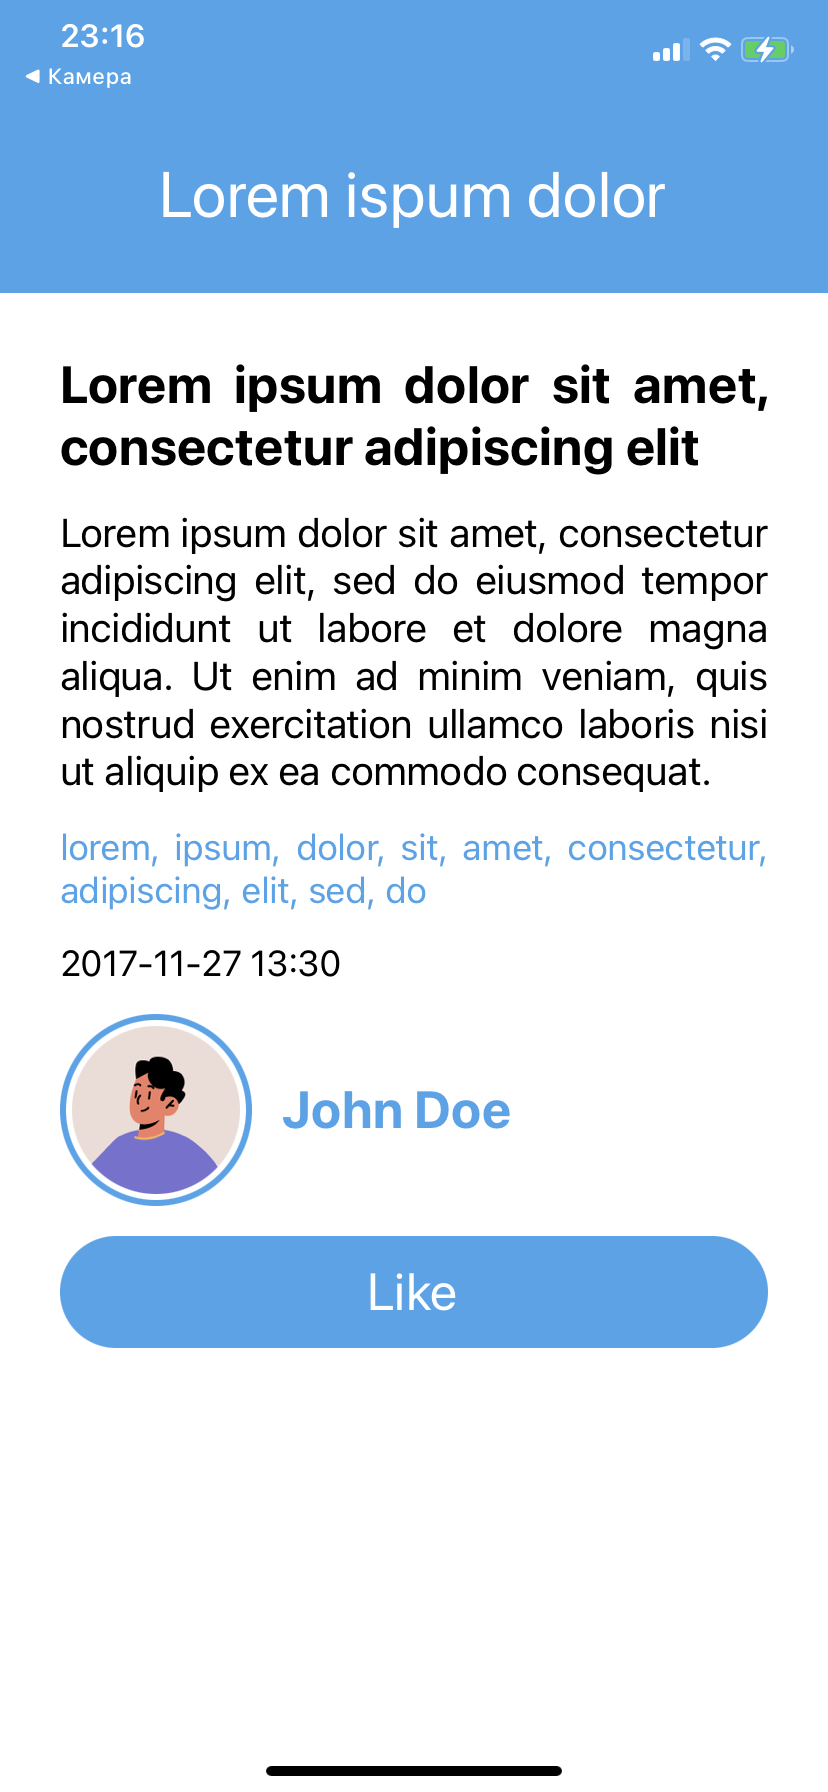 23:16
◀ Камера
Lorem ispum dolor
Lorem ipsum dolor sit amet,
consectetur adipiscing elit
Lorem ipsum dolor sit amet, consectetur
adipiscing elit, sed do eiusmod tempor
incididunt ut labore et dolore magna
aliqua. Ut enim ad minim veniam, quis
nostrud exercitation ullamco laboris nisi
ut aliquip ex ea commodo consequat.
lorem, ipsum, dolor, sit, amet, consectetur,
adipiscing, elit, sed, do
2017-11-27 13:30
John Doe
Like